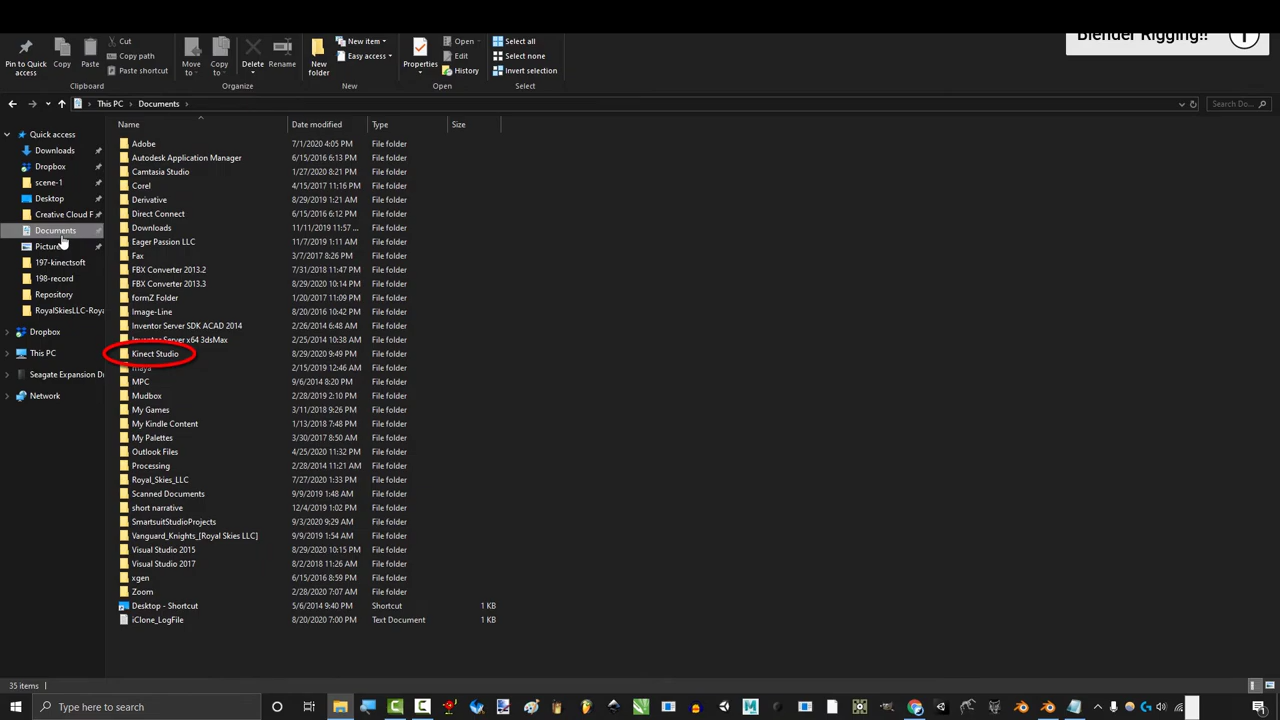 Blender Rigging!!
Pin to Quick access
Copy
Paste
Cut
Copy path
Paste shortcut
Clipboard
Move to
Copy to
Delete
Rename
Organize
New folder
New item
Easy access
New
Properties
Open
Edit
History
Open
Select all
Select none
Invert selection
Select
This PC > Documents >
Search Do...
Name Date modified Type Size
Quick access
Downloads
Dropbox
scene-1
Desktop
Creative Cloud F
Documents
Picture
197-kinectsoft
198-record
Repository
RoyalSkiesLLC-Roya
Dropbox
This PC
Seagate Expansion Dr
Network
Adobe 7/1/2020 4:05 PM File folder
Autodesk Application Manager 6/15/2016 6:13 PM File folder
Camtasia Studio 1/27/2020 8:21 PM File folder
Corel 4/15/2017 11:16 PM File folder
Derivative 8/29/2019 1:21 AM File folder
Direct Connect 6/15/2016 6:12 PM File folder
Downloads 11/11/2019 11:57 ... File folder
Eager Passion LLC 11/7/2019 1:11 AM File folder
Fax 3/7/2017 8:26 PM File folder
FBX Converter 2013.2 7/31/2018 11:47 PM File folder
FBX Converter 2013.3 8/29/2020 10:14 PM File folder
formZ Folder 1/20/2017 11:09 PM File folder
Image-Line 8/20/2016 10:42 PM File folder
Inventor Server SDK ACAD 2014 2/26/2014 6:48 AM File folder
Inventor Server x64 3dsMax 2/25/2014 10:38 AM File folder
Kinect Studio 8/29/2020 9:49 PM File folder
maya 2/15/2019 12:46 AM File folder
MPC 9/6/2014 8:20 PM File folder
Mudbox 2/28/2019 2:10 PM File folder
My Games 3/11/2018 9:26 PM File folder
My Kindle Content 1/13/2018 7:48 PM File folder
My Palettes 3/30/2017 8:50 AM File folder
Outlook Files 4/25/2020 11:32 PM File folder
Processing 2/28/2014 11:21 AM File folder
Royal_Skies_LLC 7/27/2020 1:33 PM File folder
Scanned Documents 9/9/2019 1:48 AM File folder
short narrative 12/4/2019 1:02 PM File folder
SmartsuitStudioProjects 9/3/2020 9:29 AM File folder
Vanguard_Knights_[Royal Skies LLC] 9/9/2019 1:54 AM File folder
Visual Studio 2015 8/29/2020 10:15 PM File folder
Visual Studio 2017 8/2/2018 11:26 AM File folder
xgen 6/15/2016 8:59 PM File folder
Zoom 2/28/2020 7:07 AM File folder
Desktop - Shortcut 5/6/2014 9:40 PM Shortcut 1 KB
iClone_LogFile 8/20/2020 7:00 PM Text Document 1 KB
35 items
Type here to search